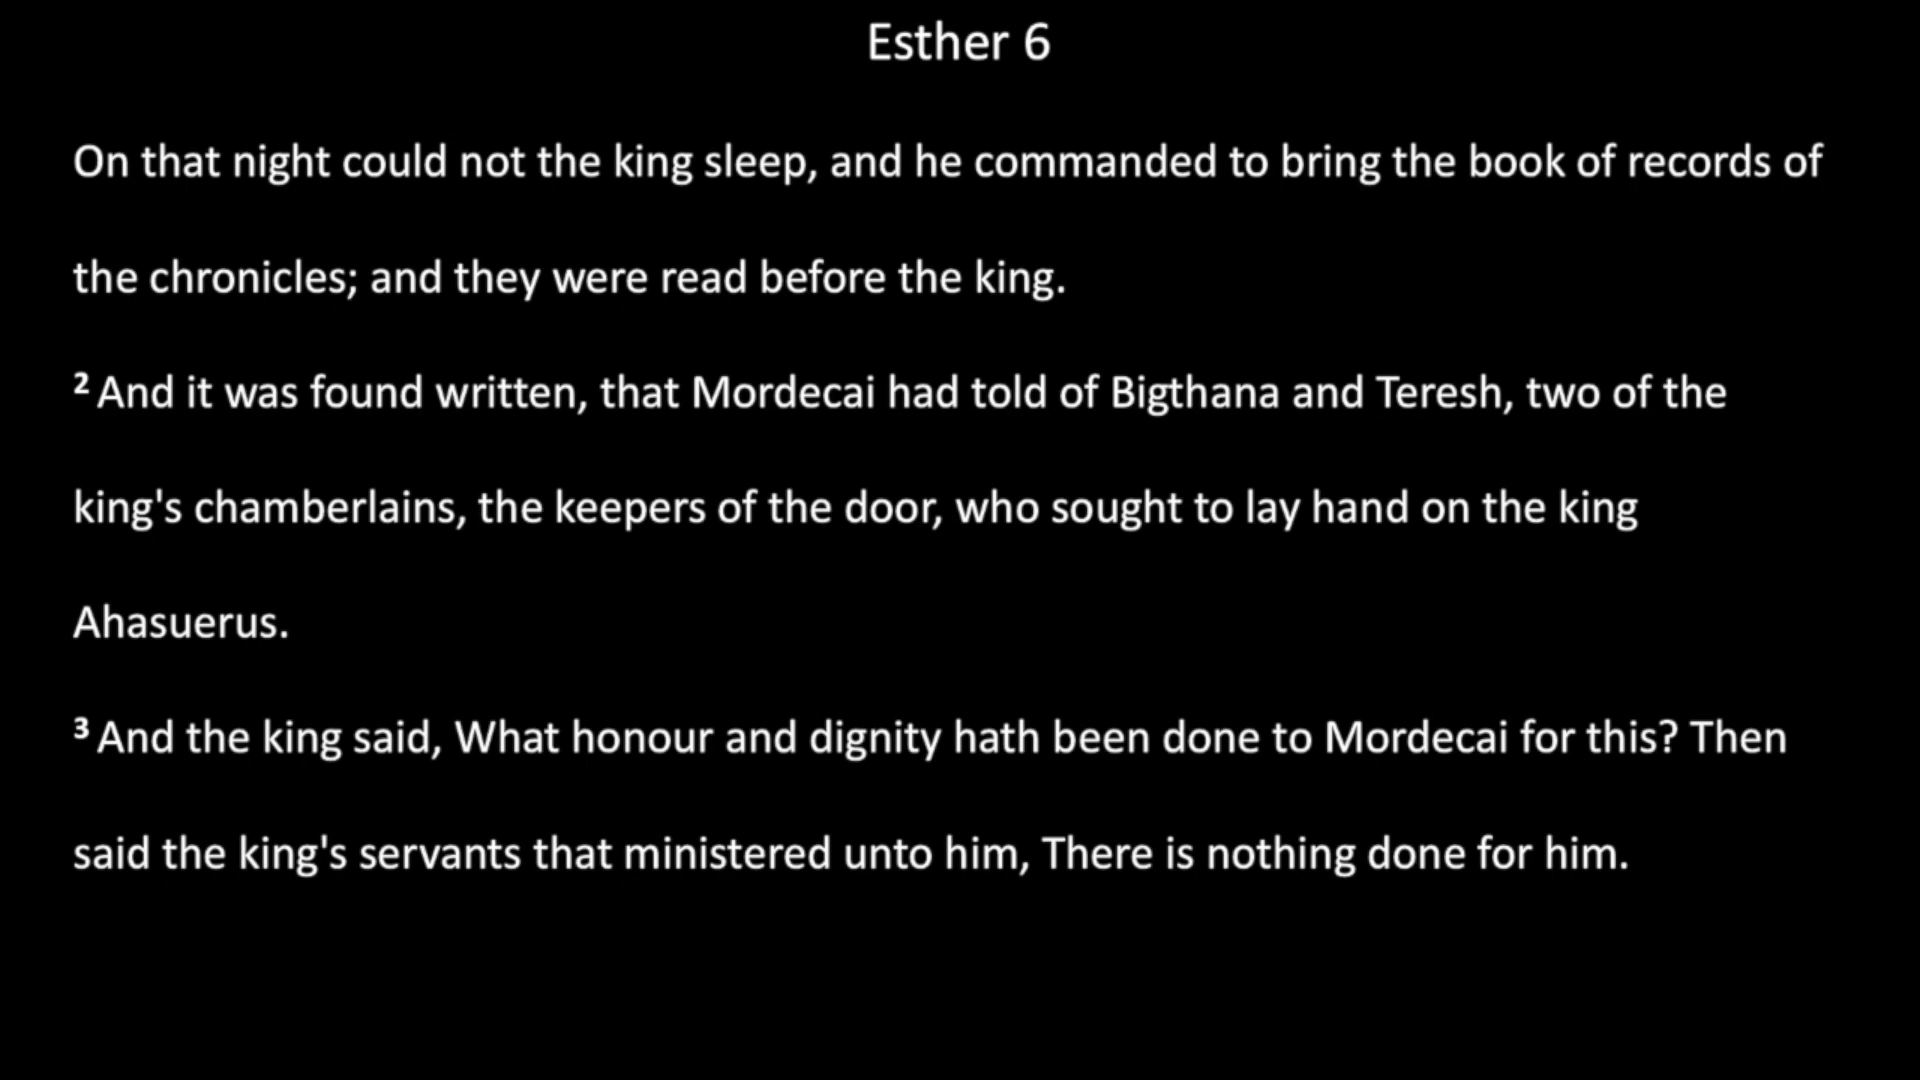 Esther 6
On that night could not the king sleep, and he commanded to bring the book of records of
the chronicles; and they were read before the king.
2 And it was found written, that Mordecai had told of Bigthana and Teresh, two of the
king's chamberlains, the keepers of the door, who sought to lay hand on the king
Ahasuerus.
3 And the king said, What honour and dignity hath been done to Mordecai for this? Then
said the king's servants that ministered unto him, There is nothing done for him.